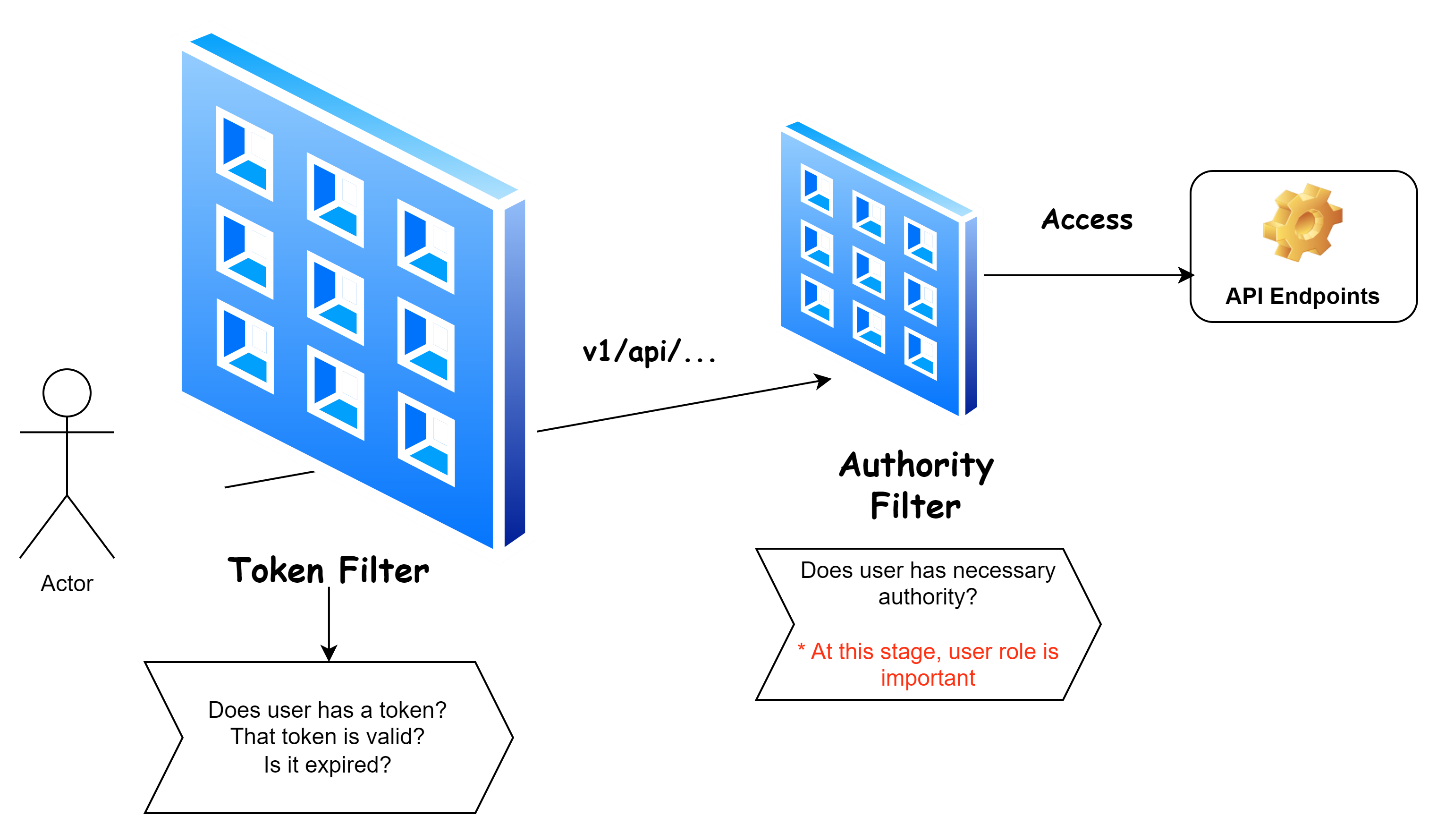 Access
API Endpoints
v1/api/...
Authority
Filter
Token Filter
Actor
Does user has necessary
authority?
* At this stage, user role is
important
Does user has a token?
That token is valid?
Is it expired?